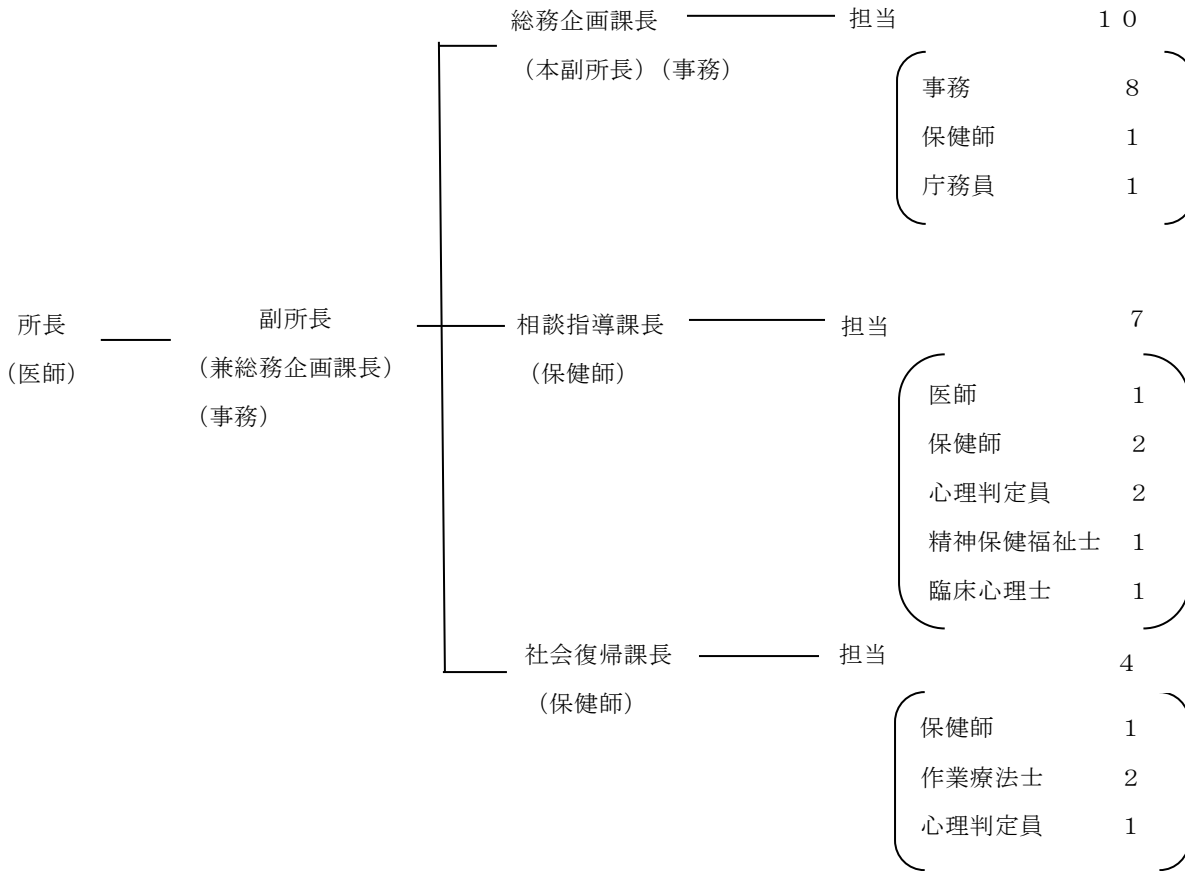 総務企画課長 担当 １０
（本副所長）（事務）
事務 ８
保健師 １
庁務員 １
所長 副所長 相談指導課長 担当 ７
（医師） （兼総務企画課長） （保健師）
（事務）
医師 １
保健師 ２
心理判定員 ２
精神保健福祉士 １
臨床心理士 １
社会復帰課長 担当 ４
（保健師）
保健師 １
作業療法士 ２
心理判定員 １